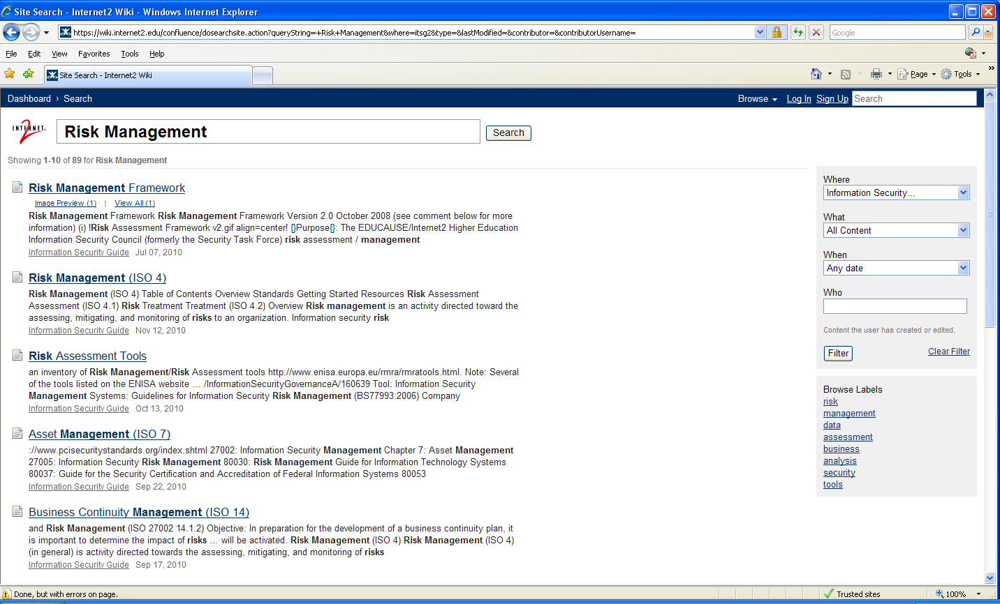 Site Search - Internet2 Wiki - Windows Internet Explorer
https://wiki.internet2.edu/confluence/dosearchsite.action?queryString=+Risk+Management&where=itsg2&type=&lastModified=&contributor=&contributorUsername=
Google
File Edit View Favorites Tools Help
Site Search - Internet2 Wiki
Page Tools »
Dashboard › Search
Browse Log In Sign Up Search
INTERNET 2
Risk Management
Search
Showing 1-10 of 89 for Risk Management
Risk Management Framework
Image Preview (1) | View All (1)
Risk Management Framework Risk Management Framework Version 2.0 October 2008 (see comment below for more
information) (i) !Risk Assessment Framework v2.gif align=center! {}Purpose{}: The EDUCAUSE/Internet2 Higher Education
Information Security Council (formerly the Security Task Force) risk assessment / management
Information Security Guide Jul 07, 2010
Risk Management (ISO 4)
Risk Management (ISO 4) Table of Contents Overview Standards Getting Started Resources Risk Assessment
Assessment (ISO 4.1) Risk Treatment Treatment (ISO 4.2) Overview Risk management is an activity directed toward the
assessing, mitigating, and monitoring of risks to an organization. Information security risk
Information Security Guide Nov 12, 2010
Risk Assessment Tools
an inventory of Risk Management/Risk Assessment tools http://www.enisa.europa.eu/rmra/rmratools.html. Note: Several
of the tools listed on the ENISA website ... /InformationSecurityGovernanceA/160639 Tool: Information Security
Management Systems: Guidelines for Information Security Risk Management (BS77993:2006) Company
Information Security Guide Oct 13, 2010
Asset Management (ISO 7)
://www.pcisecuritystandards.org/index.shtml 27002: Information Security Management Chapter 7: Asset Management
27005: Information Security Risk Management 80030: Risk Management Guide for Information Technology Systems
80037: Guide for the Security Certification and Accreditation of Federal Information Systems 80053
Information Security Guide Sep 22, 2010
Business Continuity Management (ISO 14)
and Risk Management (ISO 27002 14.1.2) Objective: In preparation for the development of a business continuity plan, it
is important to determine the impact of risks ... will be activated. Risk Management (ISO 4) Risk Management (ISO 4)
(in general) is activity directed towards the assessing, mitigating, and monitoring of risks
Information Security Guide Sep 17, 2010
Where
Information Security...
What
All Content
When
Any date
Who
Content the user has created or edited.
Filter Clear Filter
Browse Labels
risk
management
data
assessment
business
analysis
security
tools
Done, but with errors on page.
Trusted sites
100%